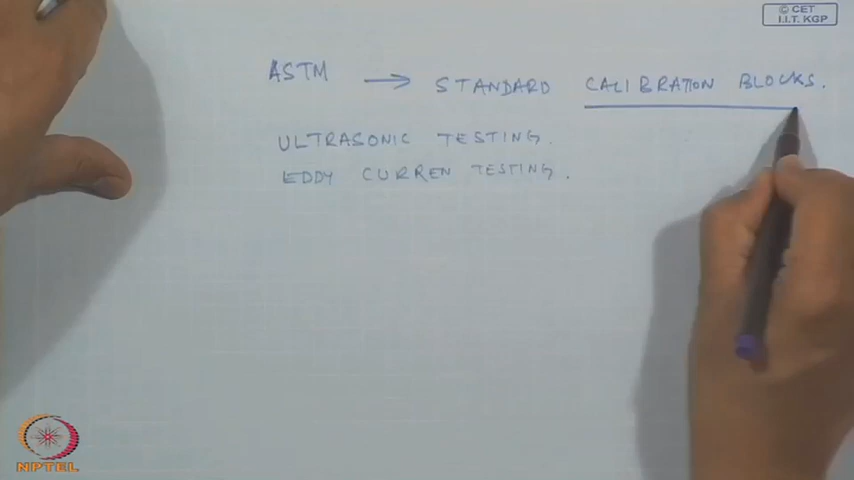 © CET
I.I.T. KGP
ASTM → STANDARD CALIBRATION BLOCKS.
ULTRASONIC TESTING.
EDDY CURREN TESTING.
NPTEL